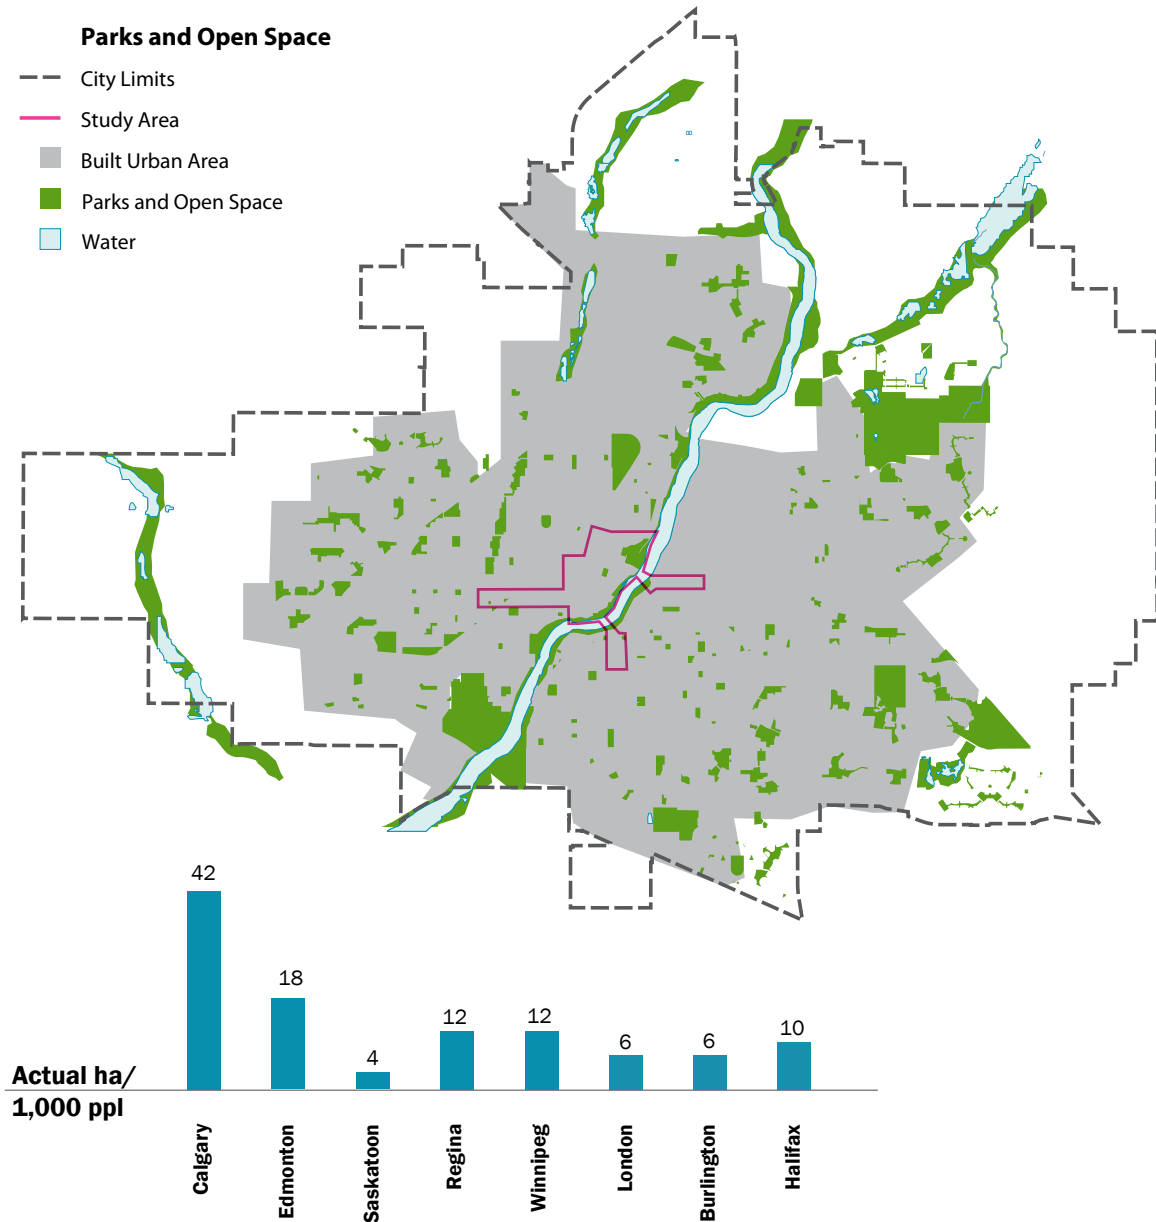 Parks and Open Space
City Limits
Study Area
Built Urban Area
Parks and Open Space
Water
42
18
4
12
12
6
6
10
Actual ha/
1,000 ppl
Calgary
Edmonton
Saskatoon
Regina
Winnipeg
London
Burlington
Halifax